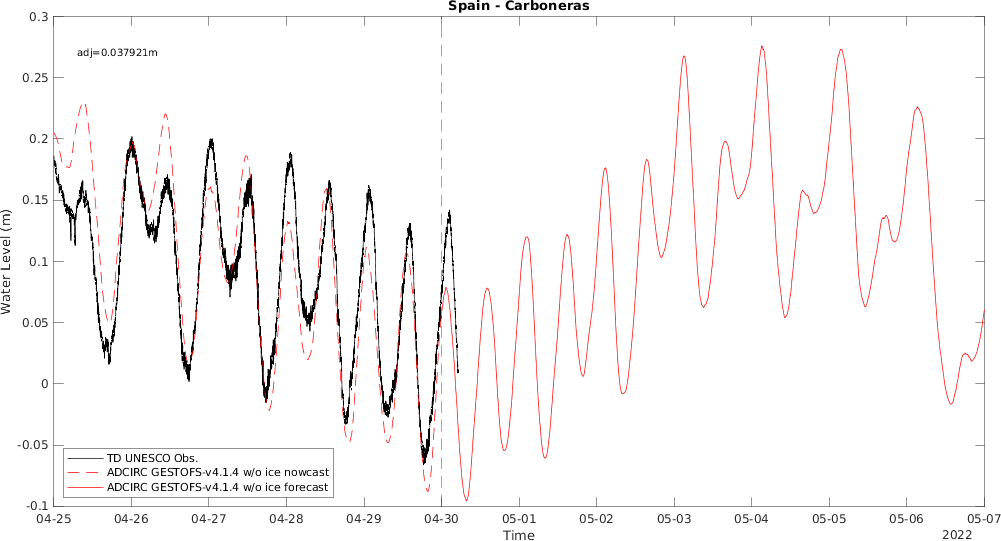 Spain - Carboneras
0.3
0.25
0.2
0.15
0.1
0.05
0
-0.05
-0.1
Water Level (m)
adj=0.037921m
TD UNESCO Obs.
ADCIRC GESTOFS-v4.1.4 w/o ice nowcast
ADCIRC GESTOFS-v4.1.4 w/o ice forecast
04-25 04-26 04-27 04-28 04-29 04-30 05-01 05-02 05-03 05-04 05-05 05-06 05-07
Time
2022